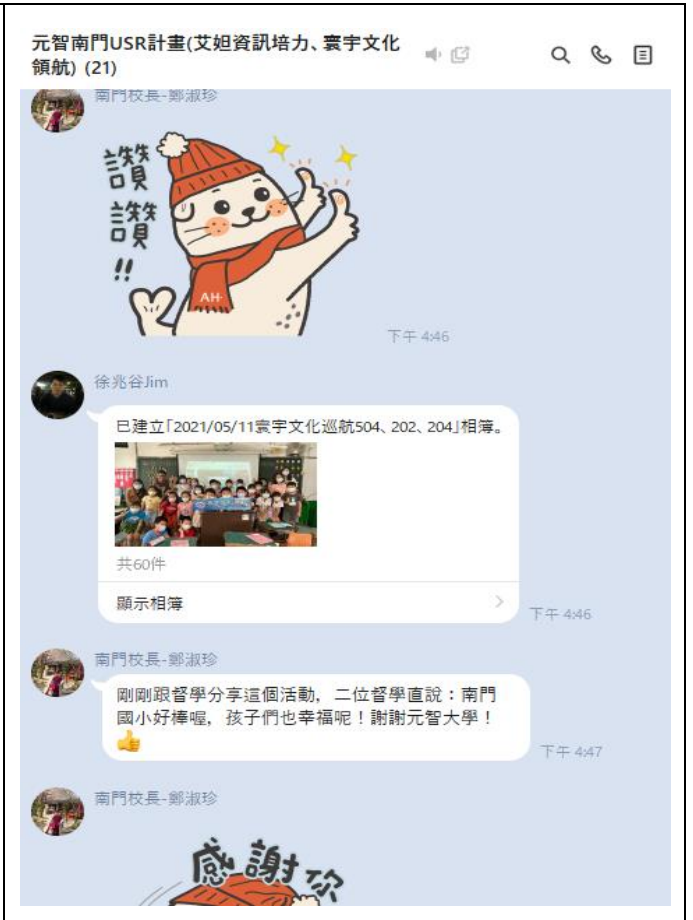 元智南門USR計畫(艾妲資訊培力、寰宇文化
領航) (21)
南門校長-鄭淑珍
讚讚
!!
AH-
下午 4:46
徐兆谷Jim
已建立「2021/05/11寰宇文化巡航504、202、204」相簿。
共60件
顯示相簿
下午 4:46
南門校長-鄭淑珍
剛剛跟督學分享這個活動，二位督學直說：南門
國小好棒喔，孩子們也幸福呢！謝謝元智大學！
下午 4:47
南門校長-鄭淑珍
感謝你